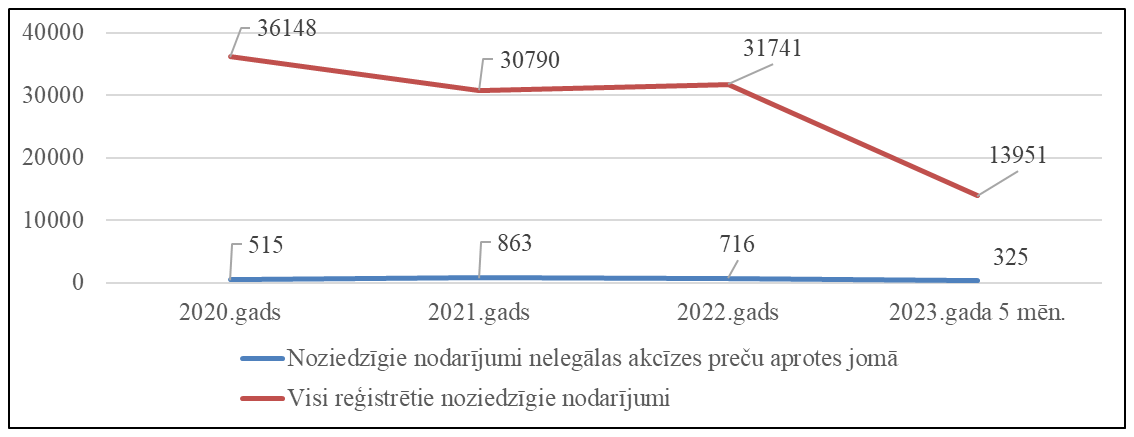 40000
30000
20000
10000
0
36148
30790
31741
13951
515
863
716
325
2020.gads
2021.gads
2022.gads
2023.gada 5 mēn.
Noziedzīgie nodarījumi nelegālas akcīzes preču aprotes jomā
Visi reģistrētie noziedzīgie nodarījumi